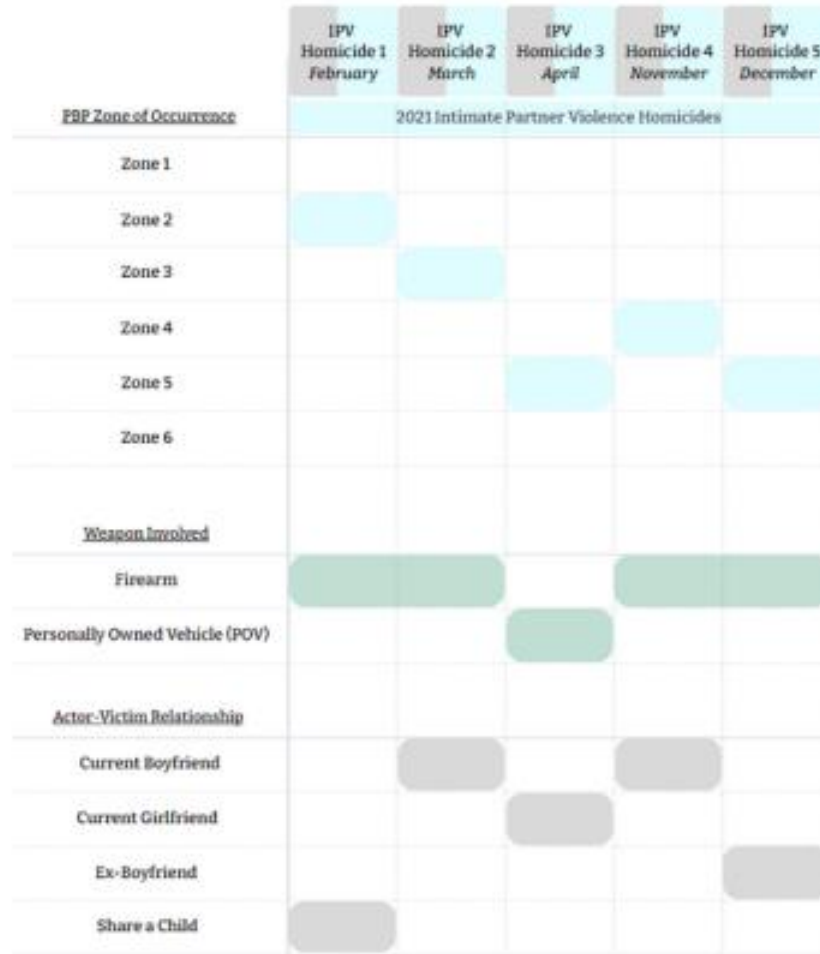 IPV Homicide 1 February
IPV Homicide 2 March
IPV Homicide 3 April
IPV Homicide 4 November
IPV Homicide 5 December
PBP Zone of Occurrence
2021 Intimate Partner Violence Homicides
Zone 1
Zone 2
Zone 3
Zone 4
Zone 5
Zone 6
Weapon Involved
Firearm
Personally Owned Vehicle (POV)
Actor-Victim Relationship
Current Boyfriend
Current Girlfriend
Ex-Boyfriend
Share a Child